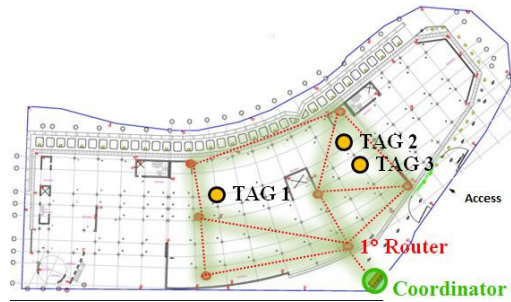 TAG 2
TAG 3
TAG 1
Access
1° Router
Coordinator